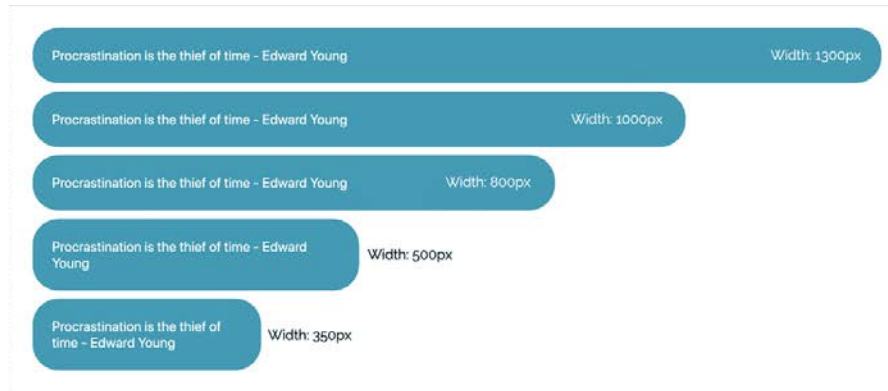 Procrastination is the thief of time - Edward Young Width: 1300px
Procrastination is the thief of time - Edward Young Width: 1000px
Procrastination is the thief of time - Edward Young Width: 800px
Procrastination is the thief of time - Edward
Young
Width: 500px
Procrastination is the thief of
time - Edward Young
Width: 350px